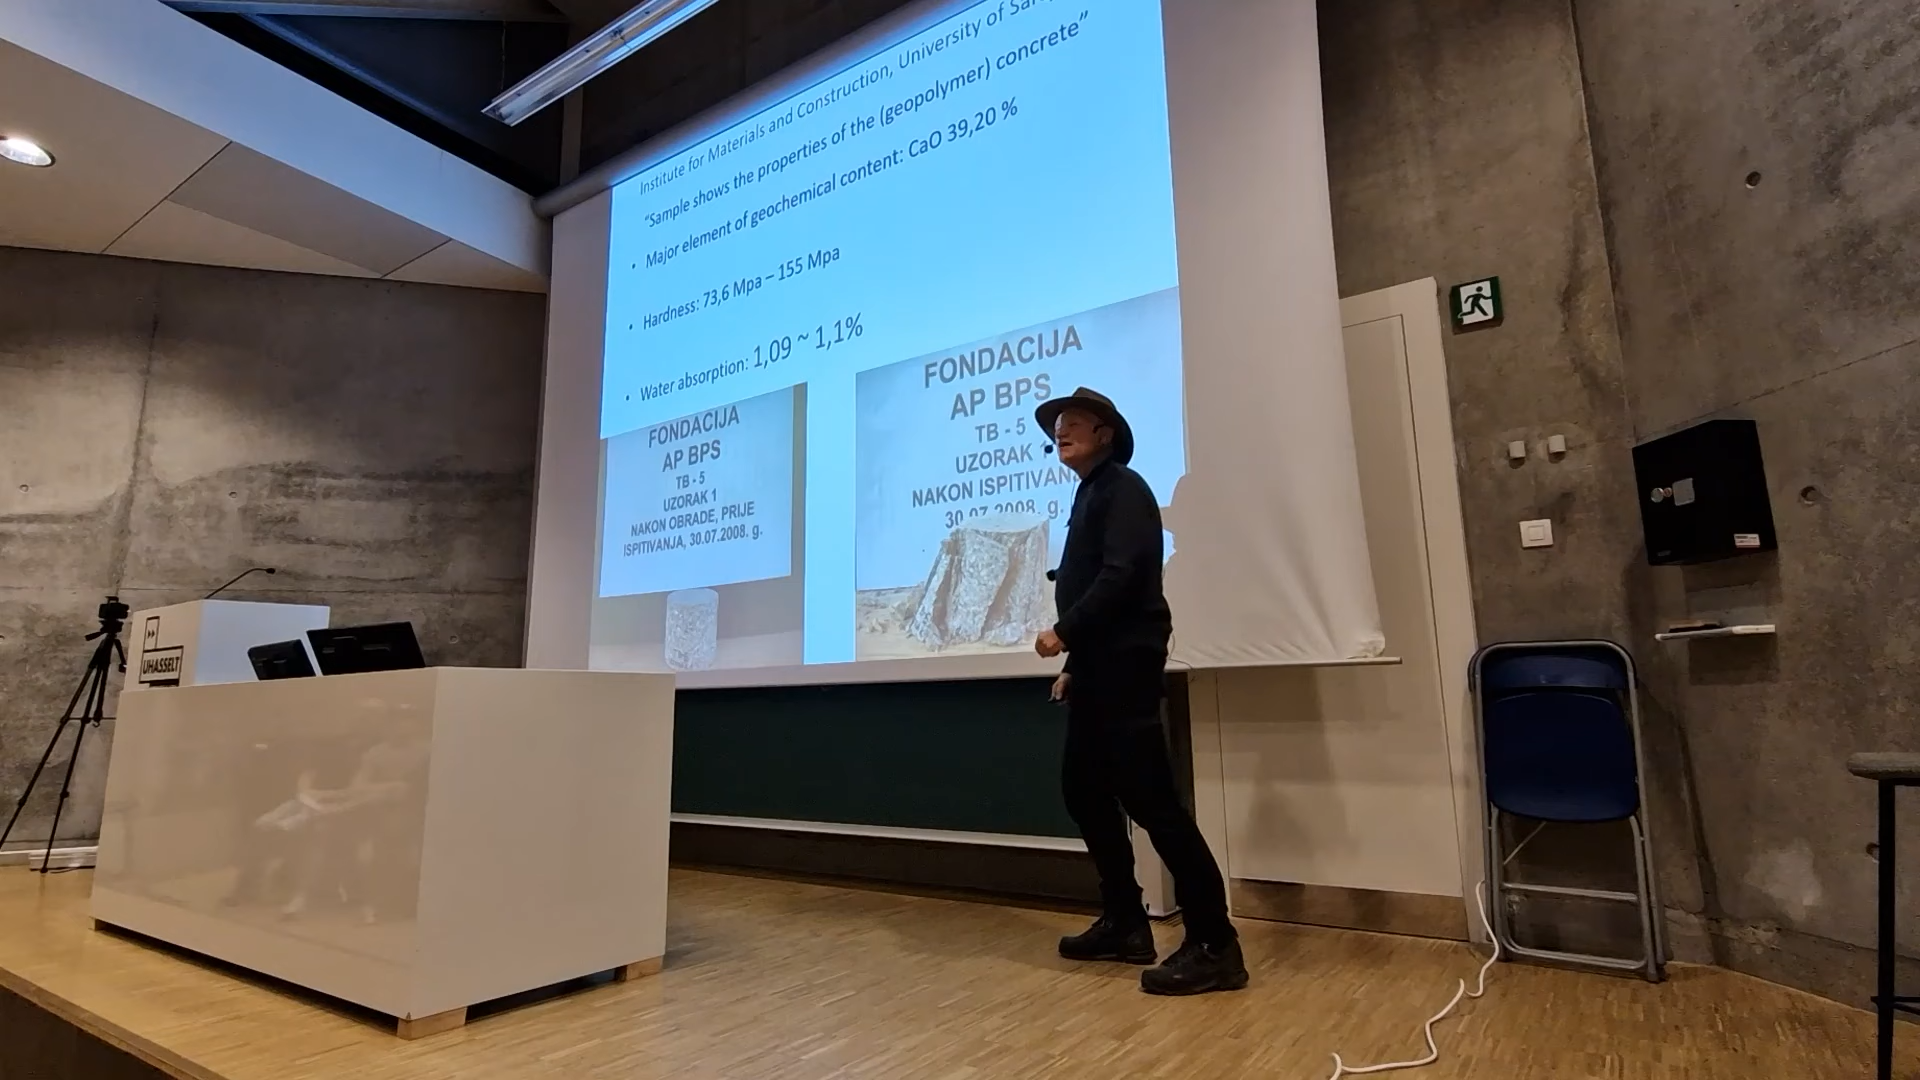 Institute for Materials and Construction, University of
“Sample shows the properties of the (geopolymer) concrete”
• Major element of geochemical content: CaO 39,20 %
• Hardness: 73,6 Mpa – 155 Mpa
• Water absorption: 1,09 ~ 1,1%
FONDACIJA
AP BPS
TB - 5
UZORAK 1
NAKON OBRADE, PRIJE
ISPITIVANJA, 30.07.2008. g.
FONDACIJA
AP BPS
TB - 5
UZORAK
NAKON
30.07.2008. g.
UHASSELT